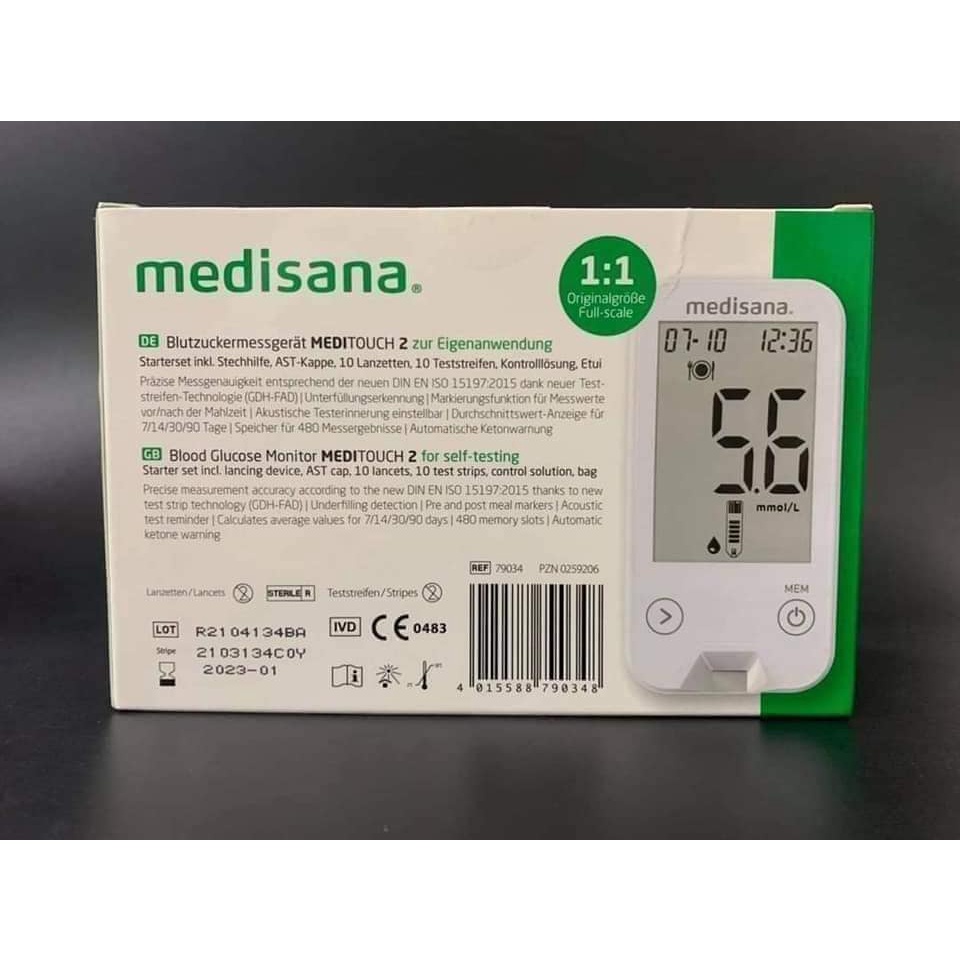 medisana®
1:1
Originalgröße
Full-scale
DE Blutzuckermessgerät MEDITOUCH 2 zur Eigenanwendung
Starterset inkl. Stechhilfe, AST-Kappe, 10 Lanzetten, 10 Teststreifen, Kontrolllösung, Etui
Präzise Messgenauigkeit entsprechend der neuen DIN EN ISO 15197:2015 dank neuer Test-
streifen-Technologie (GDH-FAD) | Unterfüllungserkennung | Markierungsfunktion für Messwerte
vor/nach der Mahlzeit | Akustische Testerinnerung einstellbar | Durchschnittswert-Anzeige für
7/14/30/90 Tage | Speicher für 480 Messergebnisse | Automatische Ketonwarnung
GB Blood Glucose Monitor MEDITOUCH 2 for self-testing
Starter set incl. lancing device, AST cap, 10 lancets, 10 test strips, control solution, bag
Precise measurement accuracy according to the new DIN EN ISO 15197:2015 thanks to new
test strip technology (GDH-FAD) | Underfilling detection | Pre and post meal markers | Acoustic
test reminder | Calculates average values for 7/14/30/90 days | 480 memory slots | Automatic
ketone warning
REF 79034 PZN 0259206
Lanzetten/Lancets 2 STERILE R Teststreifen/Stripes 2
LOT R2104134BA IVD CE 0483
Stripe 2103134C0Y
2023-01
4 015588 790348
medisana®
07-10 12:36
5.6
mmol/L
MEM